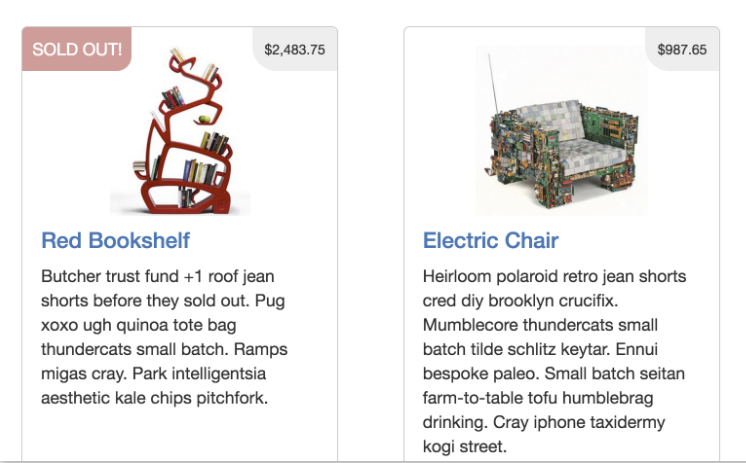 SOLD OUT!
$2,483.75
Red Bookshelf
Butcher trust fund +1 roof jean
shorts before they sold out. Pug
xoxo ugh quinoa tote bag
thundercats small batch. Ramps
migas cray. Park intelligentsia
aesthetic kale chips pitchfork.
$987.65
Electric Chair
Heirloom polaroid retro jean shorts
cred diy brooklyn crucifix.
Mumblecore thundercats small
batch tilde schlitz keytar. Ennui
bespoke paleo. Small batch seitan
farm-to-table tofu humblebrag
drinking. Cray iphone taxidermy
kogi street.